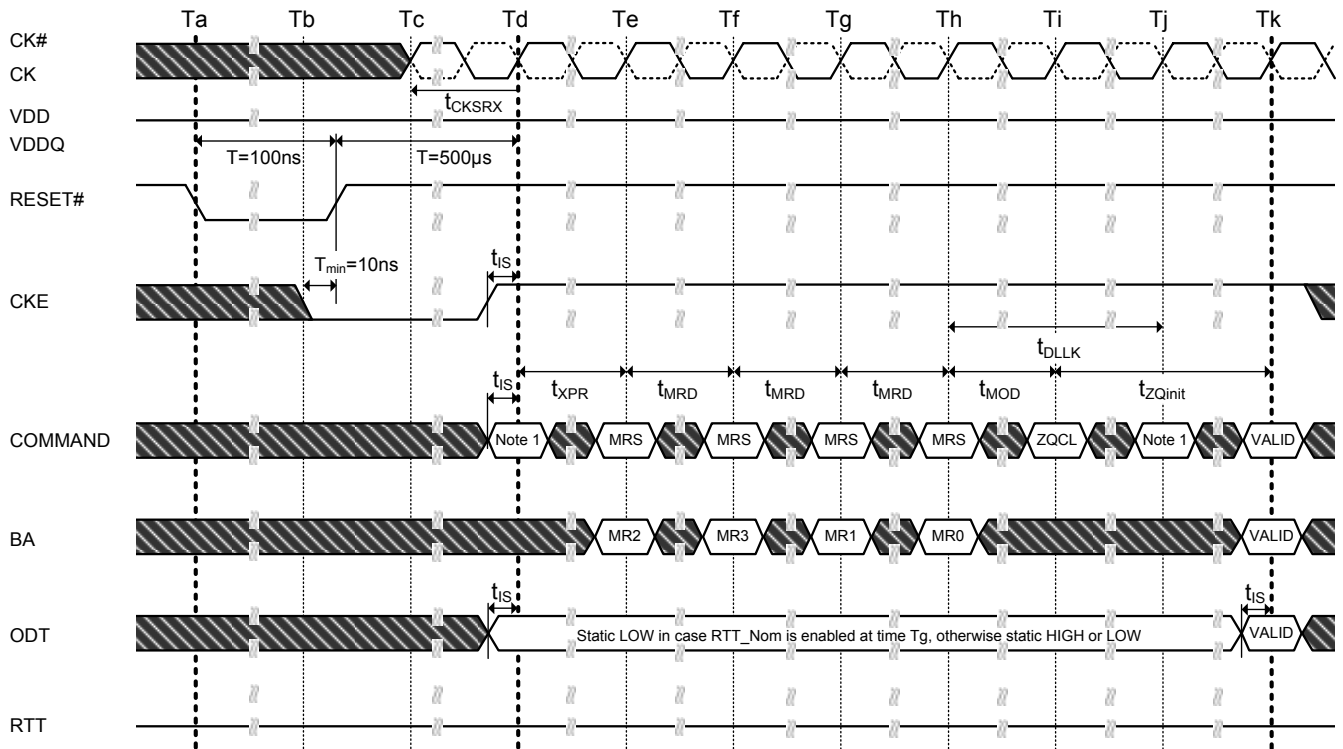 Ta Tb Tc Td Te Tf Tg Th Ti Tj Tk
CK#
CK
tCKSRX
VDD
VDDQ
T=100ns T=500µs
RESET#
Tmin=10ns tIS
CKE
tDLLK
tIS tXPR tMRD tMRD tMRD tMOD tZQinit
COMMAND Note 1 MRS MRS MRS MRS ZQCL Note 1 VALID
BA MR2 MR3 MR1 MR0 VALID
tIS tIS
ODT Static LOW in case RTT_Nom is enabled at time Tg, otherwise static HIGH or LOW VALID
RTT